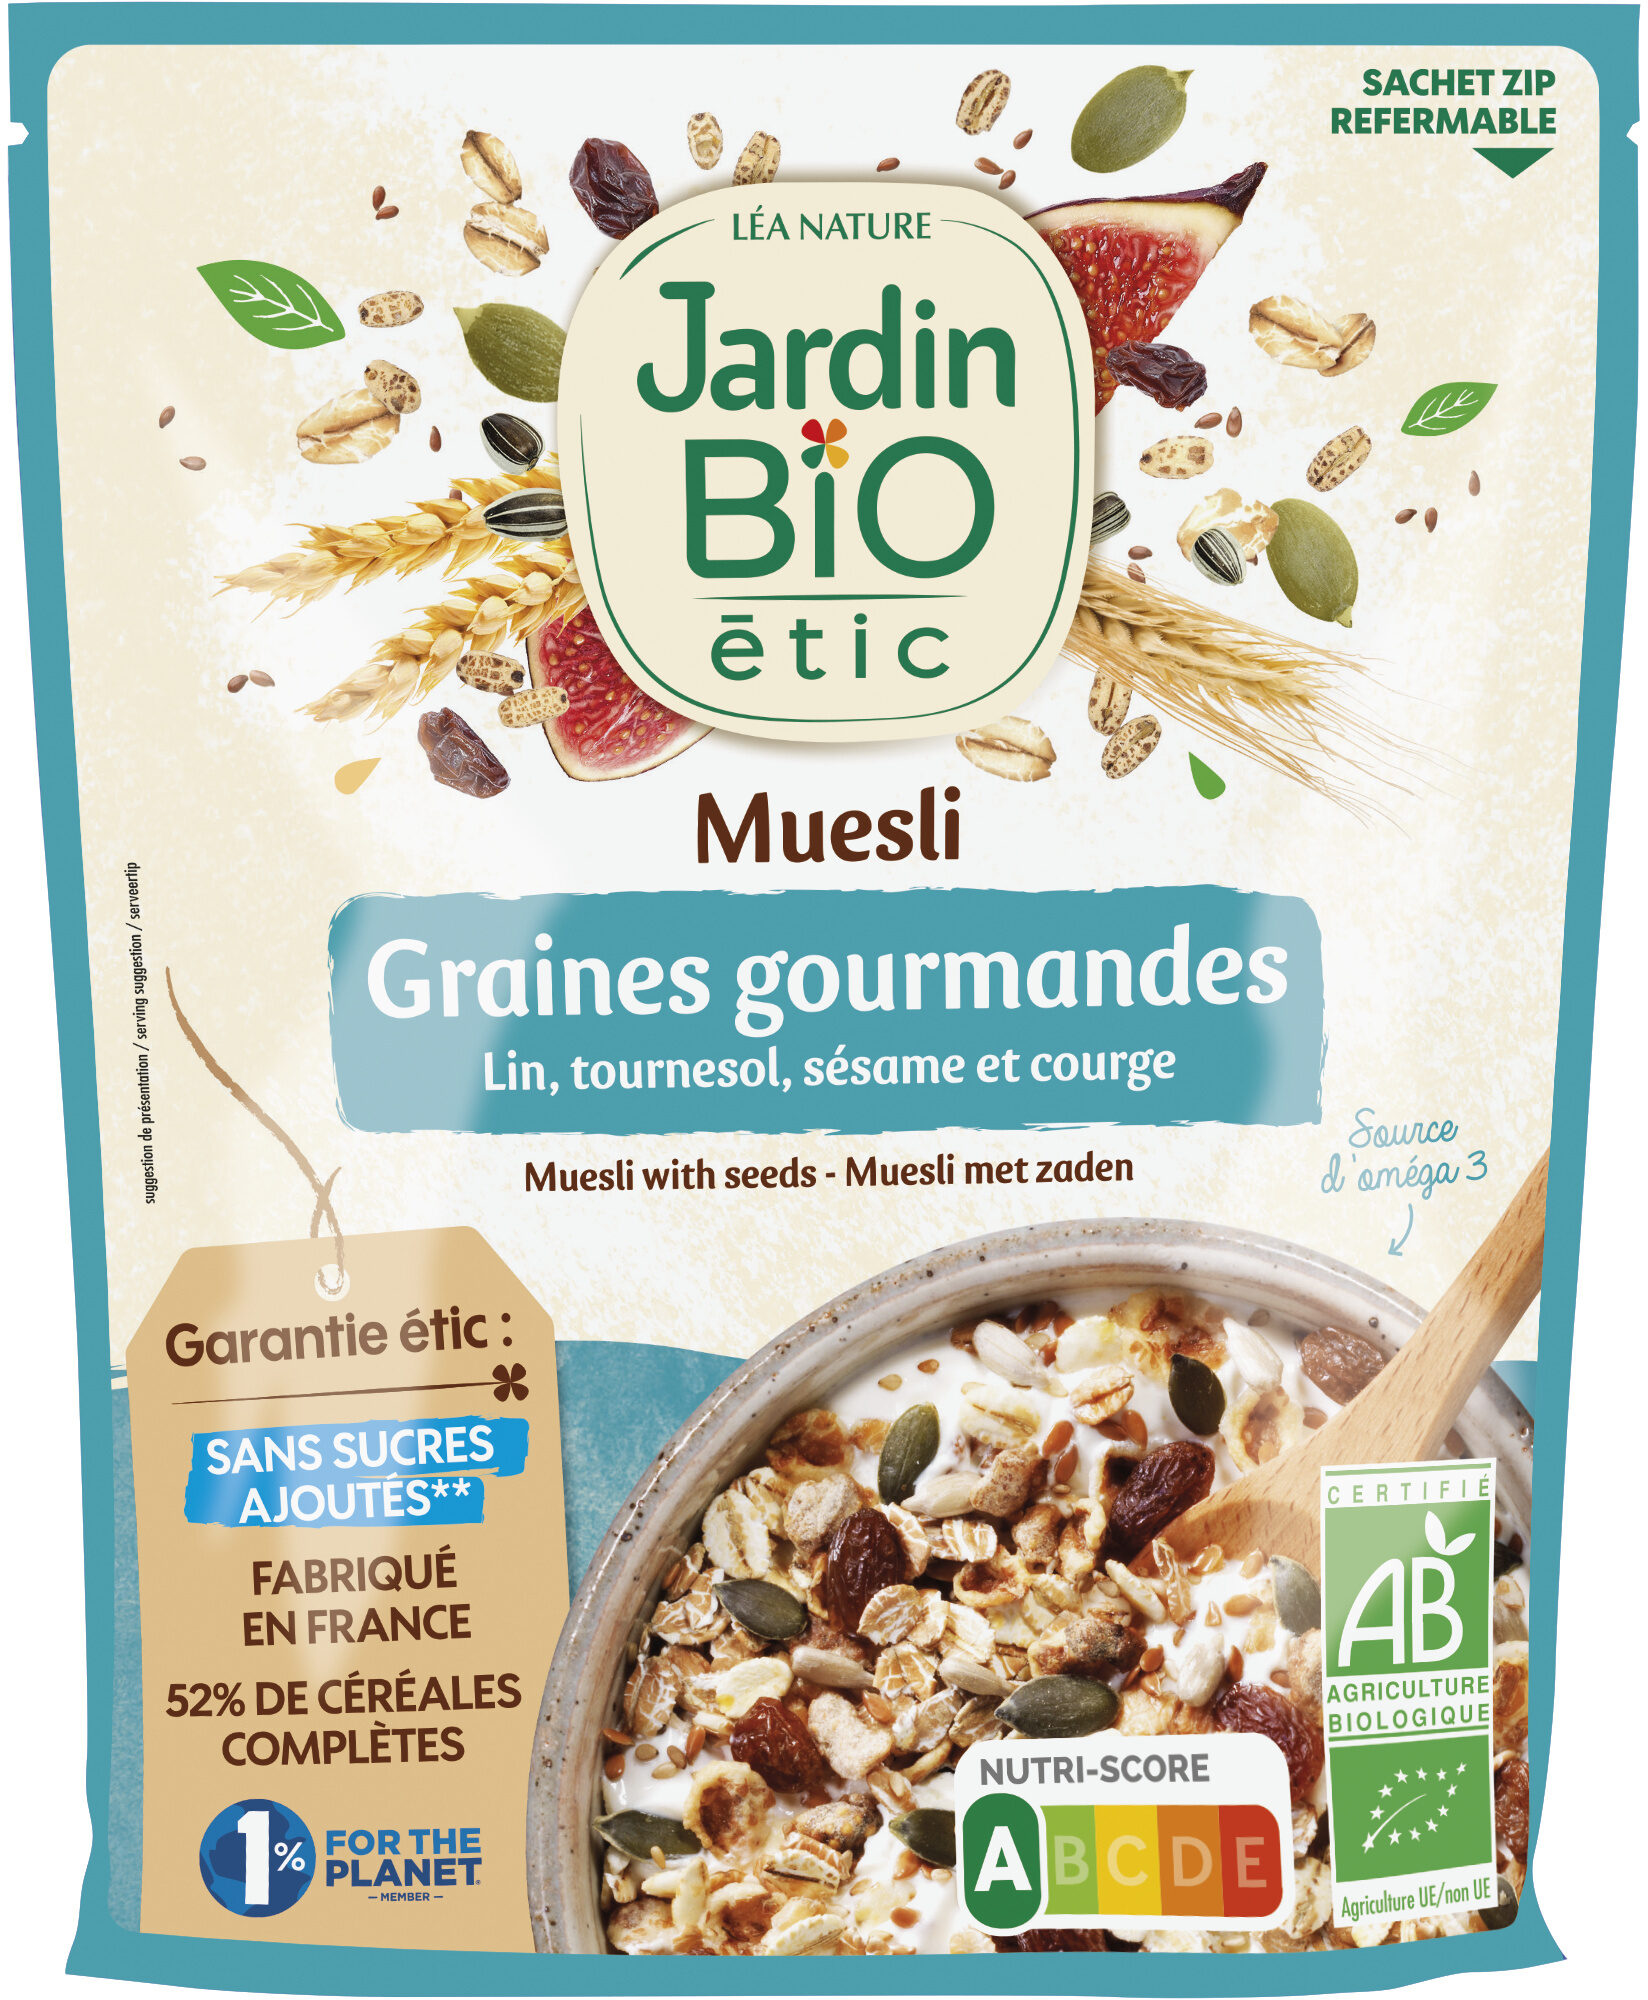 SACHET ZIP
REFERMABLE
LÉA NATURE
Jardin
BiO
ētic
Muesli
Graines gourmandes
Lin, tournesol, sésame et courge
Muesli with seeds - Muesli met zaden
Source
d'oméga 3
suggestion de présentation / serving suggestion / serveertip
Garantie étic :
SANS SUCRES
AJOUTÉS**
FABRIQUÉ
EN FRANCE
52% DE CÉRÉALES
COMPLÈTES
1%
FOR THE
PLANET®
– MEMBER –
NUTRI-SCORE
A B C D E
CERTIFIÉ
AB
AGRICULTURE
BIOLOGIQUE
Agriculture UE/non UE